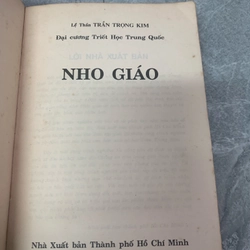 Lệ Thần TRẦN TRỌNG KIM
Đại cương Triết Học Trung Quốc
NHO GIÁO
Nhà Xuất bản Thành phố Hồ Chí Minh